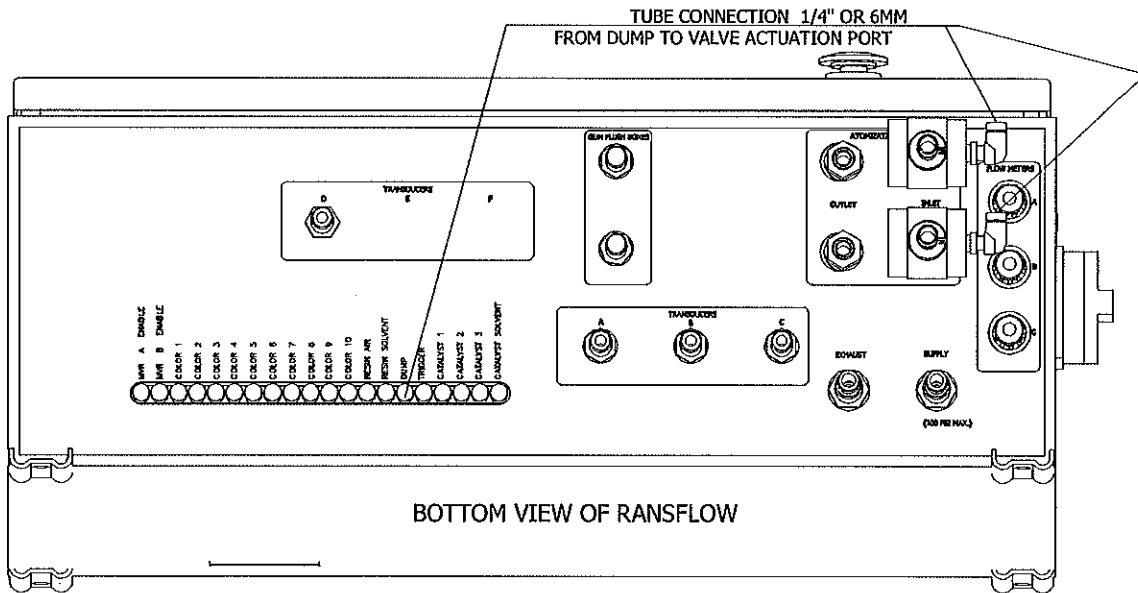 TUBE CONNECTION 1/4" OR 6MM
FROM DUMP TO VALVE ACTUATION PORT
GUN FLUSH BOXES
TRANSDUCERS
D E F
OUTLET
INLET
FLOW METERS
A
B
C
TRANSDUCERS
A B C
MVR A ENABLE
MVR B ENABLE
COLOR 1
COLOR 2
COLOR 3
COLOR 4
COLOR 5
COLOR 6
COLOR 7
COLOR 8
COLOR 9
COLOR 10
RESIN AIR
RESIN SOLVENT
DUMP
TRIGGER
CATALYST 1
CATALYST 2
CATALYST 3
CATALYST SOLVENT
EXHAUST
SUPPLY
(100 PSI MAX.)
BOTTOM VIEW OF RANSFLOW